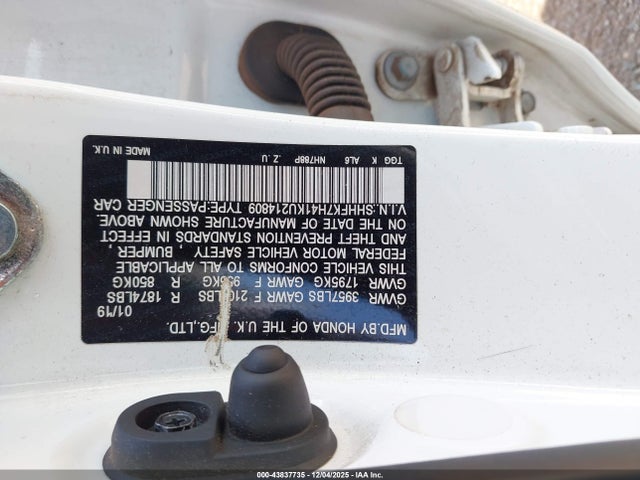 MFD.BY HONDA OF THE U.K. MFG.,LTD.
01/19
GVWR 3957LBS GAWR F LBS R 1874LBS
GVWR 1795KG GAWR F KG R 850KG
THIS VEHICLE CONFORMS TO ALL APPLICABLE
FEDERAL MOTOR VEHICLE SAFETY , BUMPER ,
AND THEFT PREVENTION STANDARDS IN EFFECT
ON THE DATE OF MANUFACTURE SHOWN ABOVE.
V.I.N.:SHHFK7H41KU214809 TYPE:PASSENGER CAR
TGG K AL6 NH788P .Z.U MADE IN U.K.
000-43837735 - 12/04/2025 - IAA Inc.